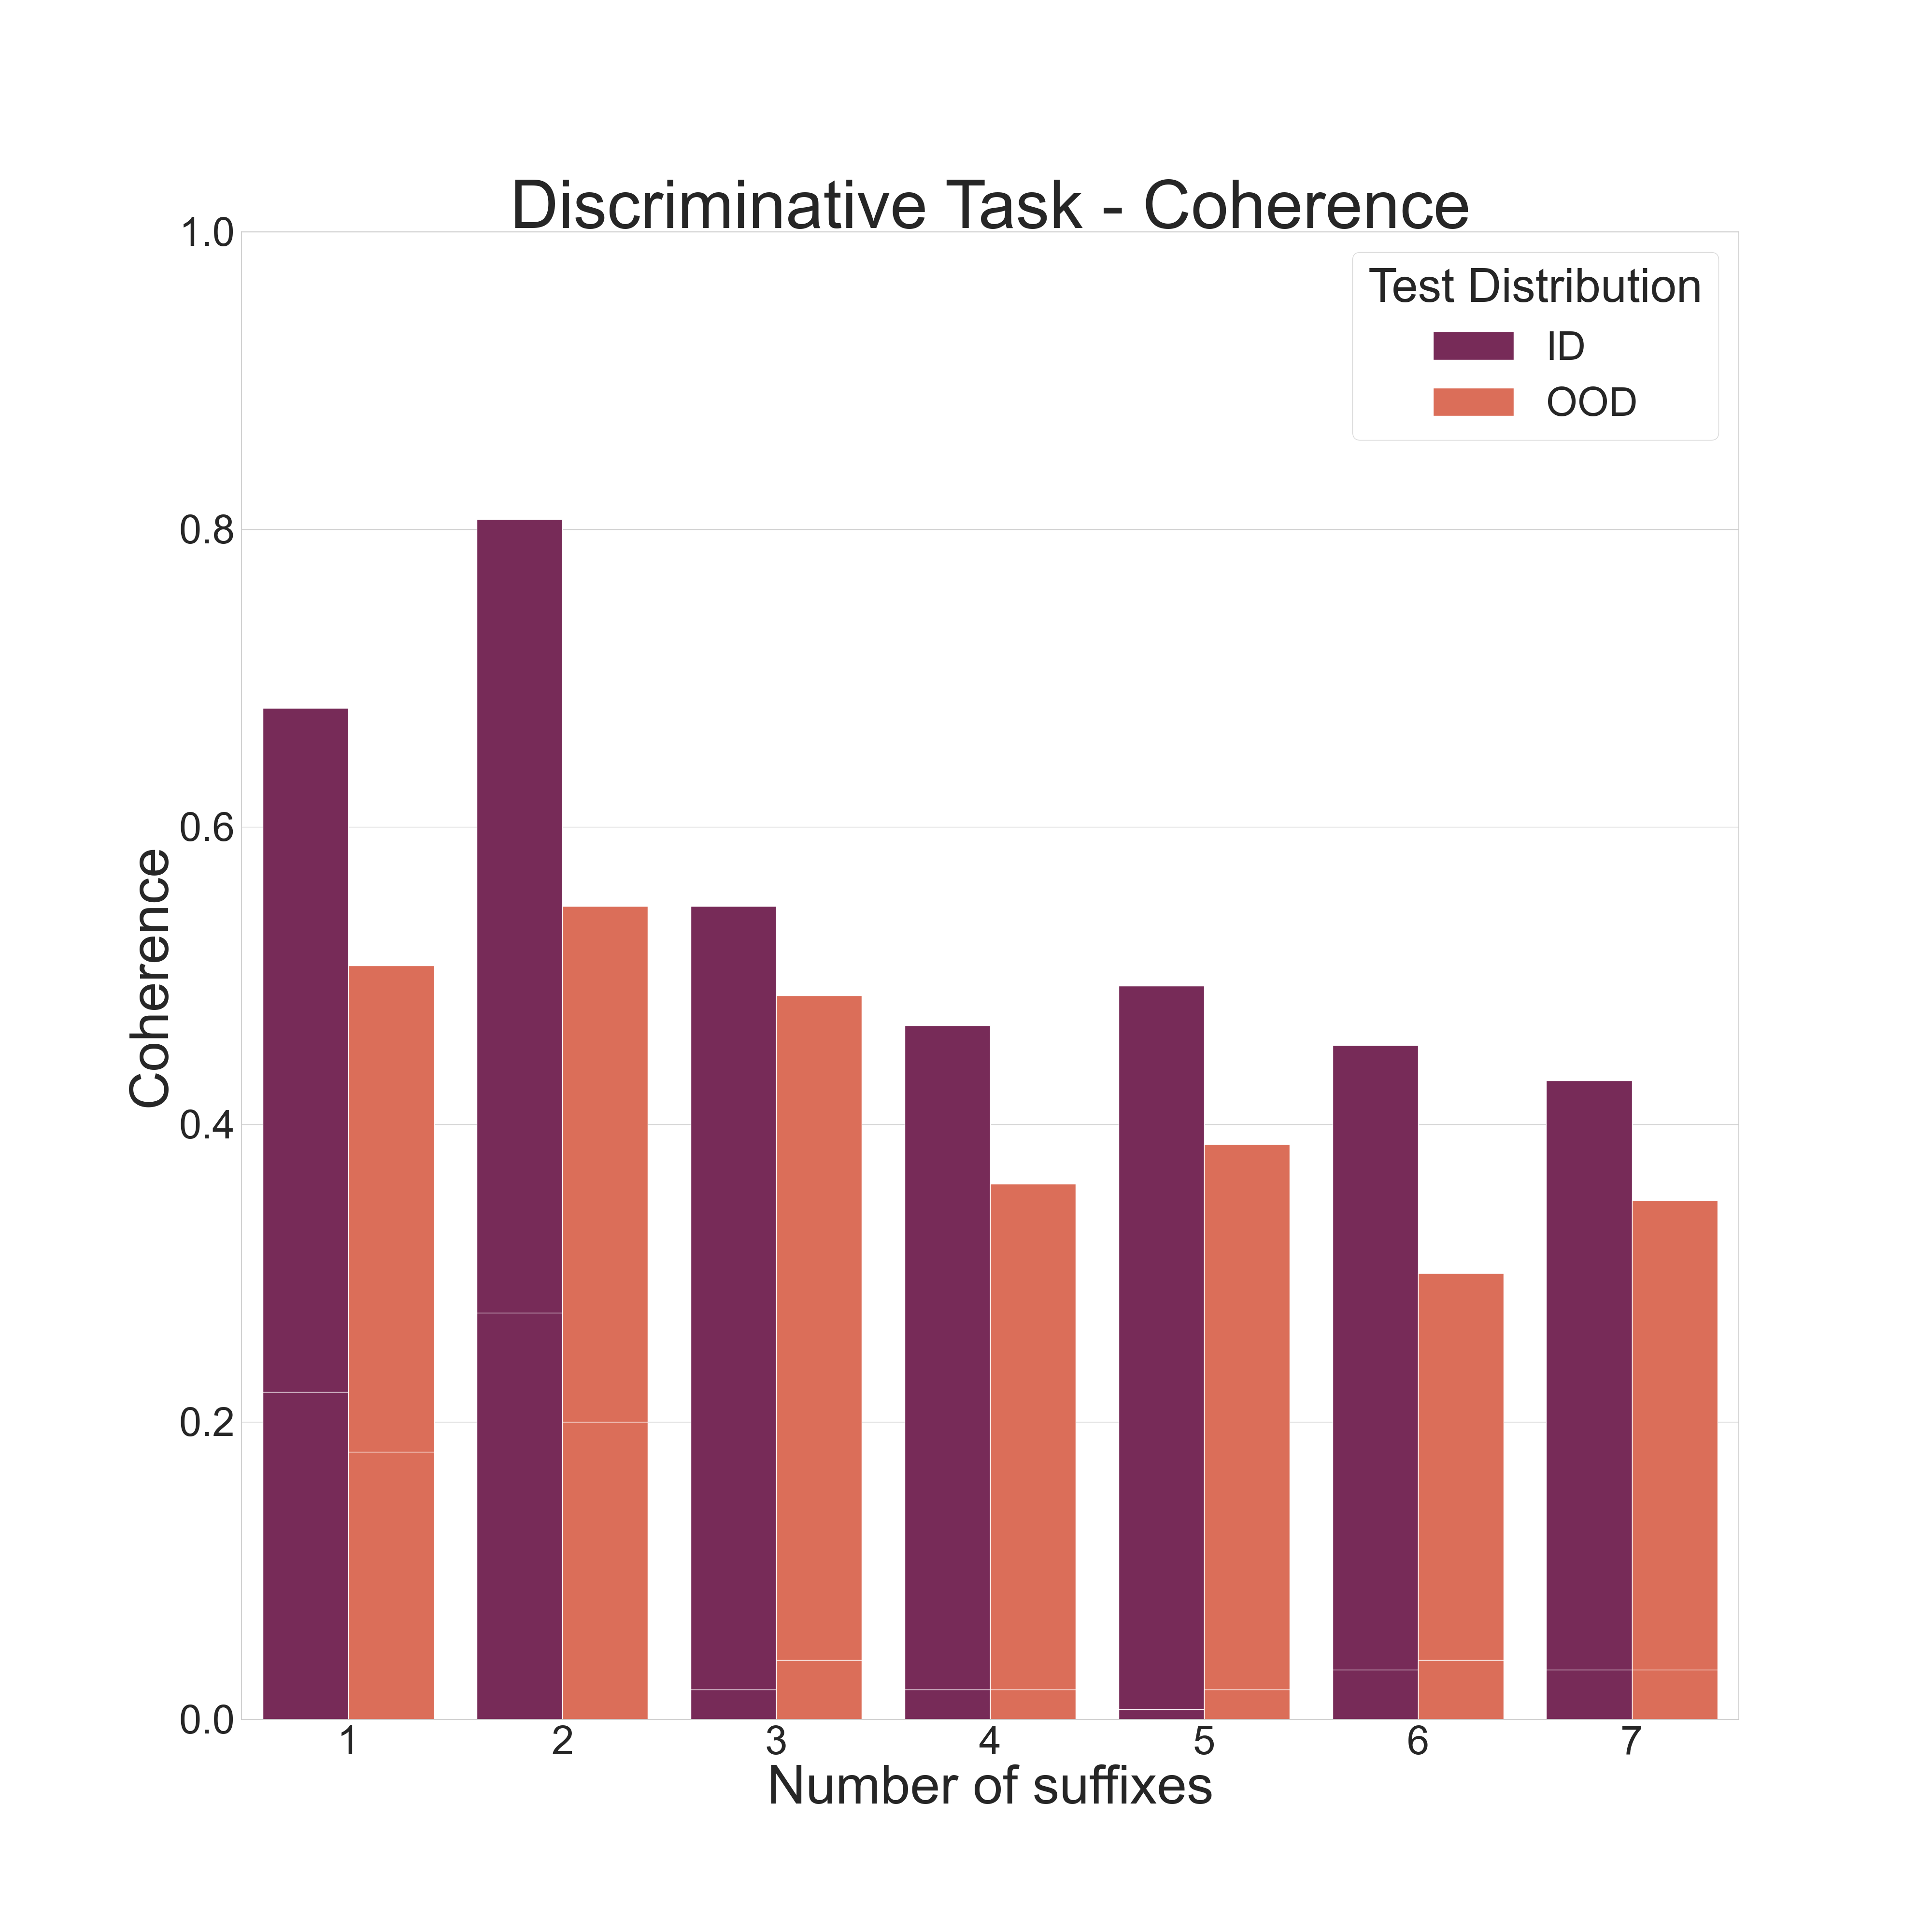 Discriminative Task - Coherence
1.0
Test Distribution
ID
OOD
0.8
0.6
0.4
0.2
0.0
Coherence
1 2 3 4 5 6 7
Number of suffixes